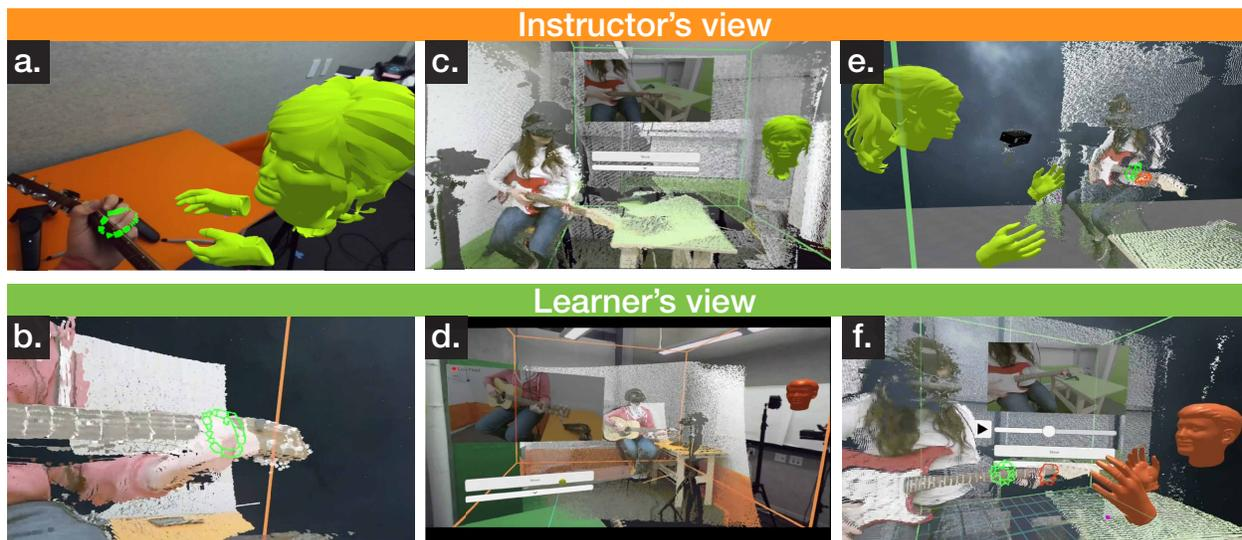 Instructor's view
a.
c.
e.
Learner's view
b.
d.
f.